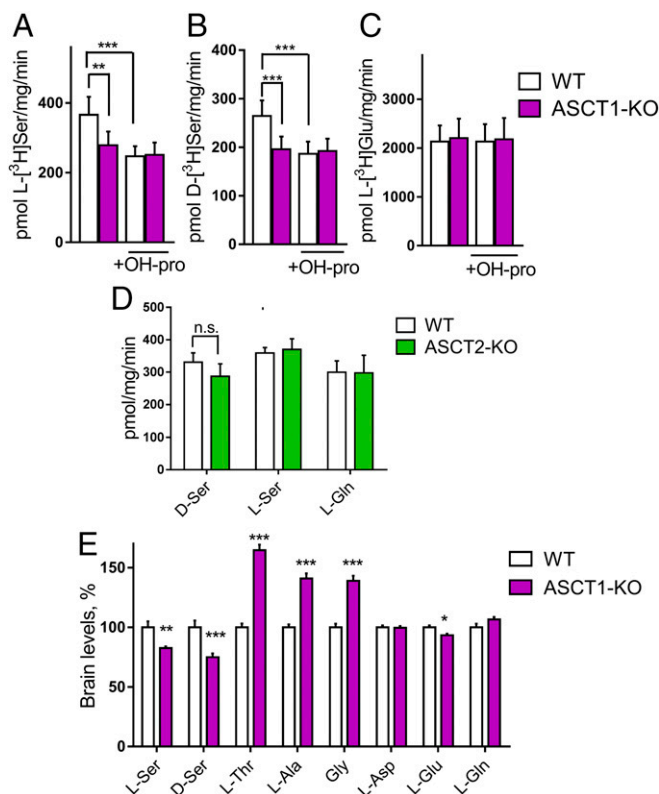 A
pmol L-[³H]Ser/mg/min
400
200
0
***
**
+OH-pro
B
pmol D-[³H]Ser/mg/min
400
300
200
100
0
***
***
+OH-pro
C
pmol L-[³H]Glu/mg/min
3000
2000
1000
0
+OH-pro
WT
ASCT1-KO
D
pmol/mg/min
500
400
300
200
100
0
n.s.
D-Ser
L-Ser
L-Gln
WT
ASCT2-KO
E
Brain levels, %
150
100
50
0
**
***
***
***
***
*
L-Ser
D-Ser
L-Thr
L-Ala
Gly
L-Asp
L-Glu
L-Gln
WT
ASCT1-KO